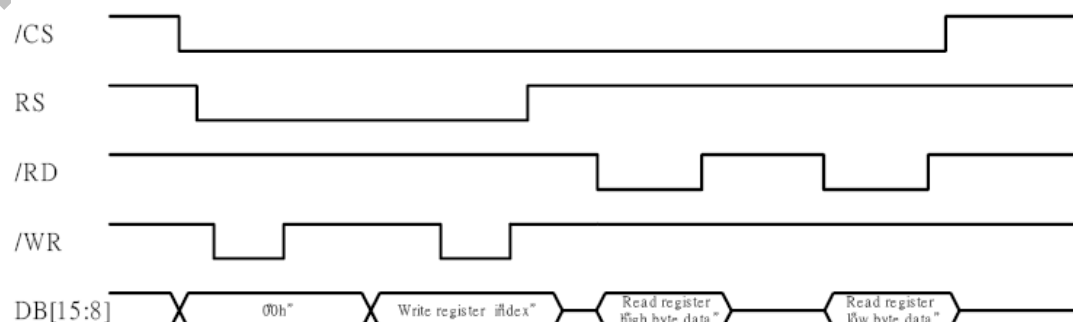 /CS
RS
/RD
/WR
DB[15:8]
"00h"
Write register "index"
Read register
"high byte data"
Read register
"low byte data"